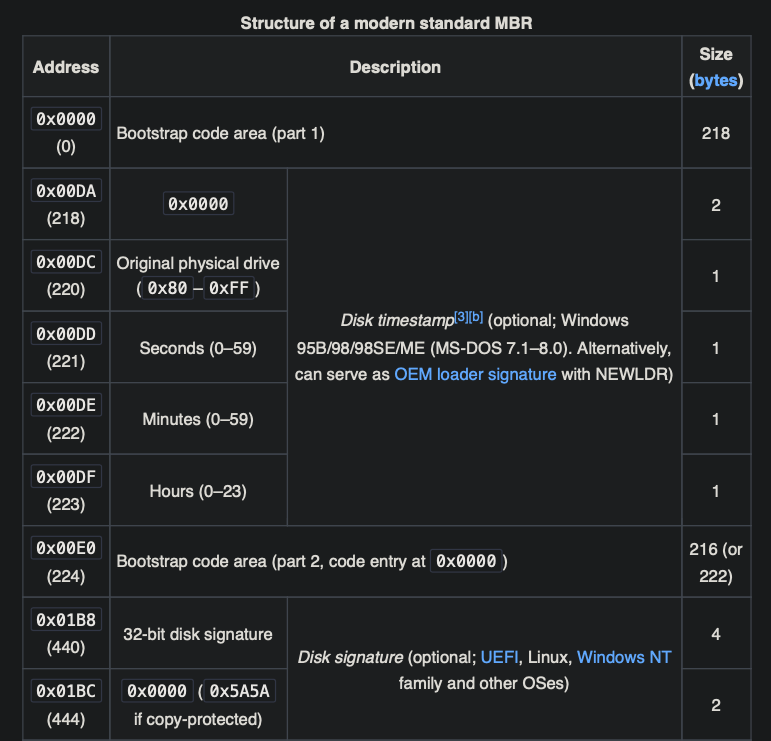 Structure of a modern standard MBR
Address
Description
Size
(bytes)
0x0000
(0)
Bootstrap code area (part 1)
218
0x00DA
(218)
0x0000
Disk timestamp[3][b] (optional; Windows
95B/98/98SE/ME (MS-DOS 7.1–8.0). Alternatively,
can serve as OEM loader signature with NEWLDR)
2
0x00DC
(220)
Original physical drive
(0x80–0xFF)
1
0x00DD
(221)
Seconds (0–59)
1
0x00DE
(222)
Minutes (0–59)
1
0x00DF
(223)
Hours (0–23)
1
0x00E0
(224)
Bootstrap code area (part 2, code entry at 0x0000)
216 (or
222)
0x01B8
(440)
32-bit disk signature
Disk signature (optional; UEFI, Linux, Windows NT
family and other OSes)
4
0x01BC
(444)
0x0000 (0x5A5A
if copy-protected)
2